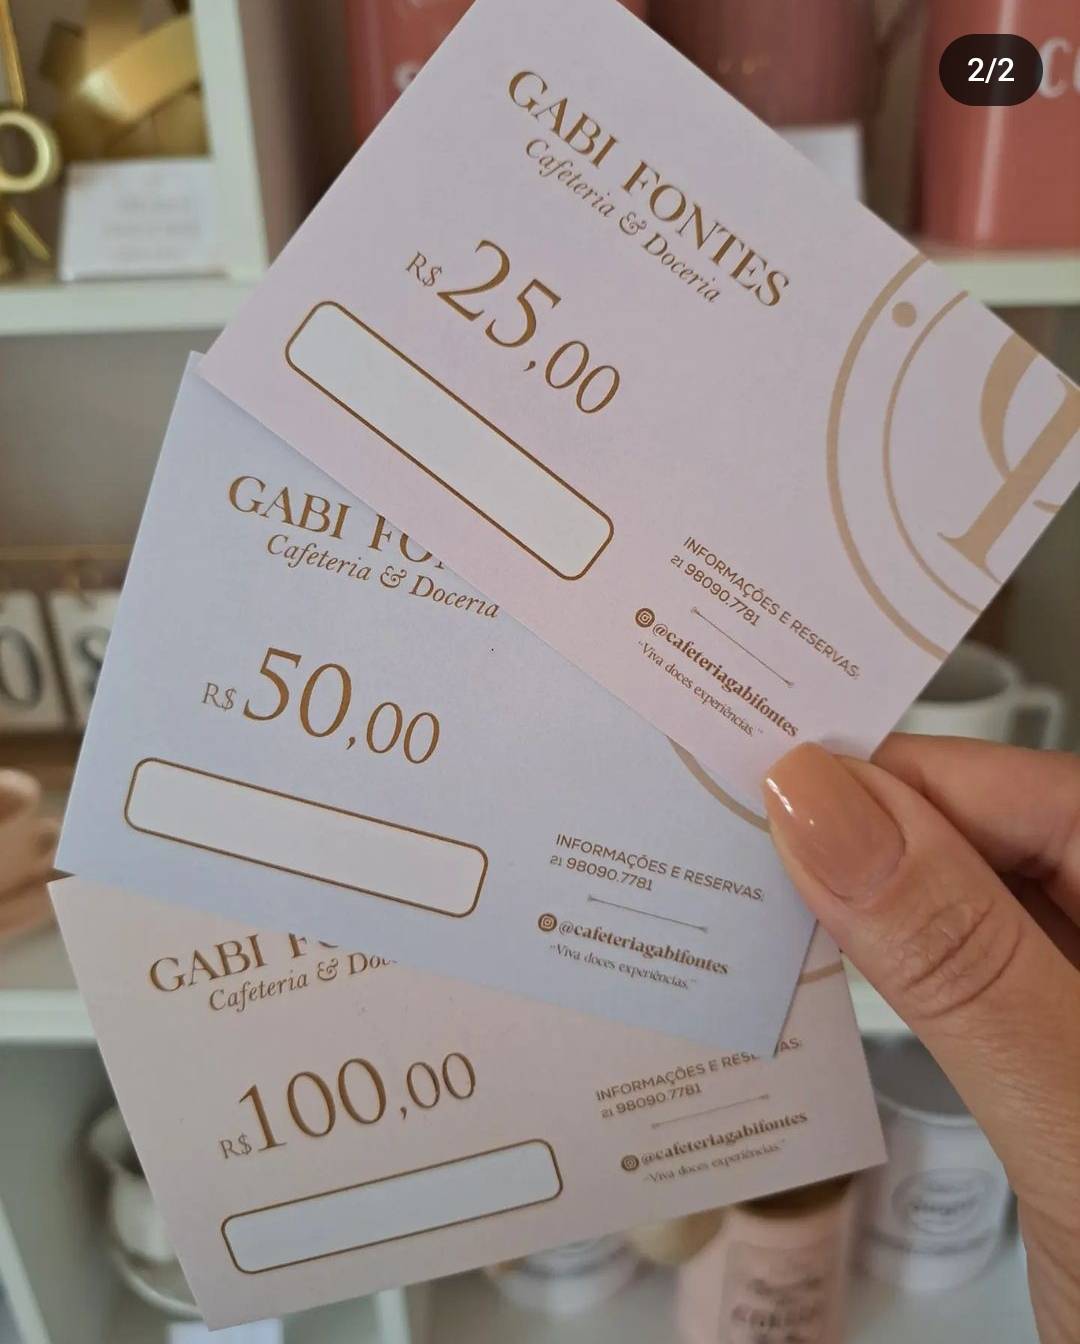 2/2
GABI FONTES
Cafeteria & Doceria
R$ 25,00
INFORMAÇÕES E RESERVAS:
21 98090.7781
@cafeteriagabifontes
"Viva doces experiências."
GABI
Cafeteria & Doceria
R$ 50,00
INFORMAÇÕES E RESERVAS:
21 98090.7781
@cafeteriagabifontes
"Viva doces experiências."
GABI
Cafeteria &
R$ 100,00
INFORMAÇÕES E
21 98090.7781
@cafeteriagabifontes
"Viva doces experiências."